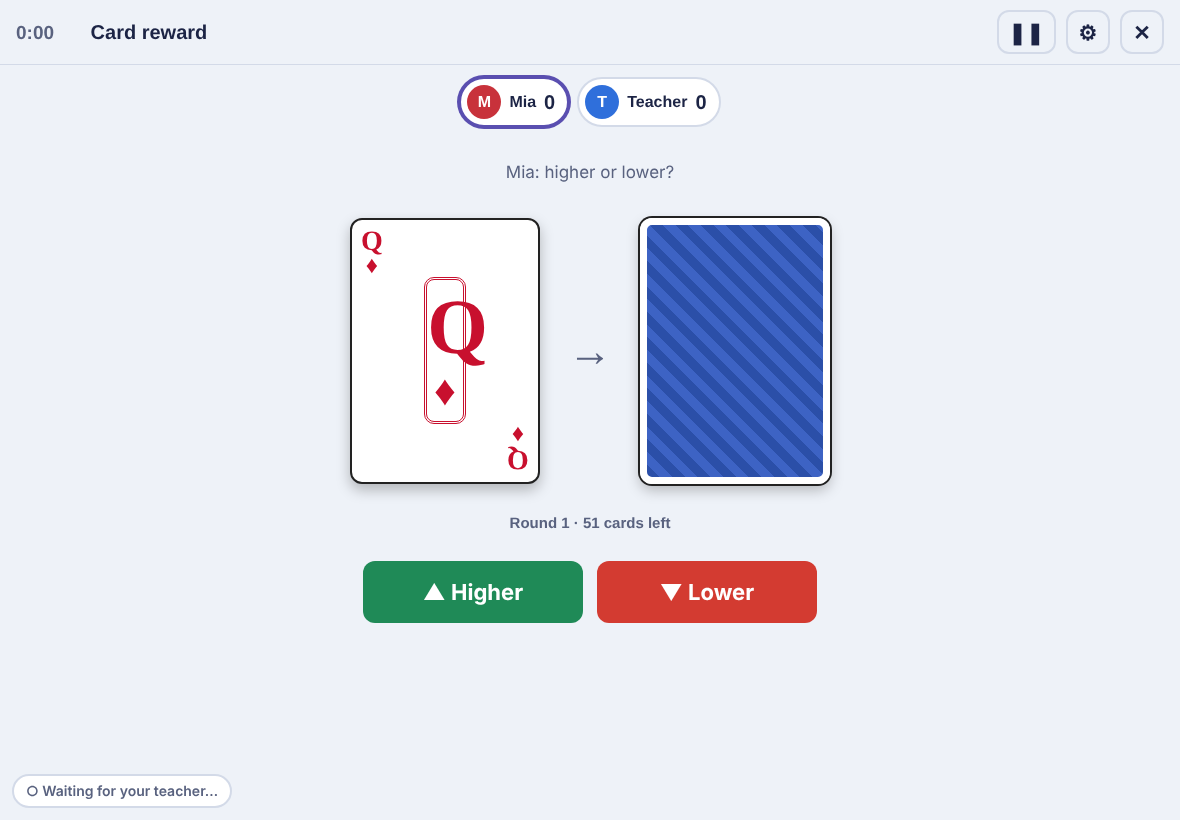 0:00 Card reward
M Mia 0 T Teacher 0
Mia: higher or lower?
Q
Q
Q
→
Round 1 · 51 cards left
▲ Higher ▼ Lower
Waiting for your teacher...